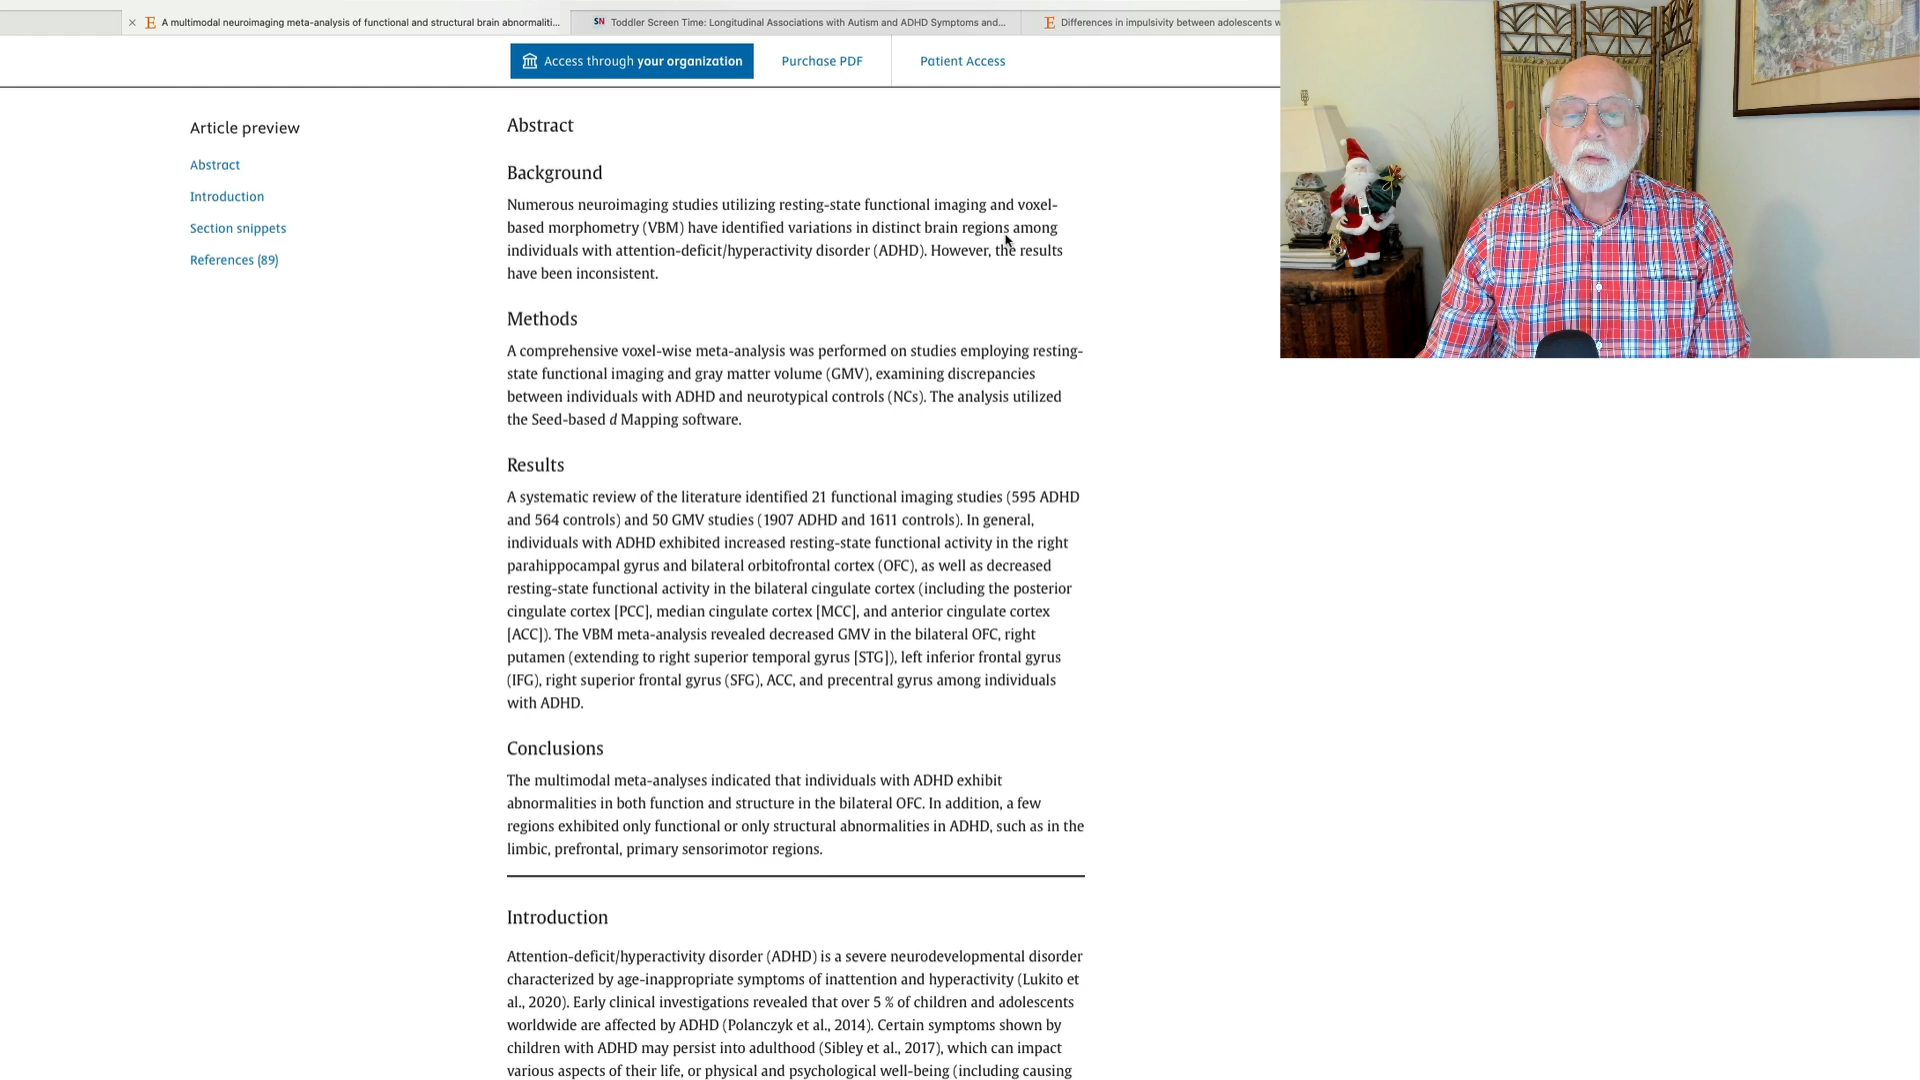 A multimodal neuroimaging meta-analysis of functional and structural brain abnormaliti...
SN Toddler Screen Time: Longitudinal Associations with Autism and ADHD Symptoms and...
Differences in impulsivity between adolescents w
Access through your organization
Purchase PDF
Patient Access
Article preview
Abstract
Introduction
Section snippets
References (89)
Abstract
Background
Numerous neuroimaging studies utilizing resting-state functional imaging and voxel-
based morphometry (VBM) have identified variations in distinct brain regions among
individuals with attention-deficit/hyperactivity disorder (ADHD). However, the results
have been inconsistent.
Methods
A comprehensive voxel-wise meta-analysis was performed on studies employing resting-
state functional imaging and gray matter volume (GMV), examining discrepancies
between individuals with ADHD and neurotypical controls (NCs). The analysis utilized
the Seed-based d Mapping software.
Results
A systematic review of the literature identified 21 functional imaging studies (595 ADHD
and 564 controls) and 50 GMV studies (1907 ADHD and 1611 controls). In general,
individuals with ADHD exhibited increased resting-state functional activity in the right
parahippocampal gyrus and bilateral orbitofrontal cortex (OFC), as well as decreased
resting-state functional activity in the bilateral cingulate cortex (including the posterior
cingulate cortex [PCC], median cingulate cortex [MCC], and anterior cingulate cortex
[ACC]). The VBM meta-analysis revealed decreased GMV in the bilateral OFC, right
putamen (extending to right superior temporal gyrus [STG]), left inferior frontal gyrus
(IFG), right superior frontal gyrus (SFG), ACC, and precentral gyrus among individuals
with ADHD.
Conclusions
The multimodal meta-analyses indicated that individuals with ADHD exhibit
abnormalities in both function and structure in the bilateral OFC. In addition, a few
regions exhibited only functional or only structural abnormalities in ADHD, such as in the
limbic, prefrontal, primary sensorimotor regions.
Introduction
Attention-deficit/hyperactivity disorder (ADHD) is a severe neurodevelopmental disorder
characterized by age-inappropriate symptoms of inattention and hyperactivity (Lukito et
al., 2020). Early clinical investigations revealed that over 5 % of children and adolescents
worldwide are affected by ADHD (Polanczyk et al., 2014). Certain symptoms shown by
children with ADHD may persist into adulthood (Sibley et al., 2017), which can impact
various aspects of their life, or physical and psychological well-being (including causing